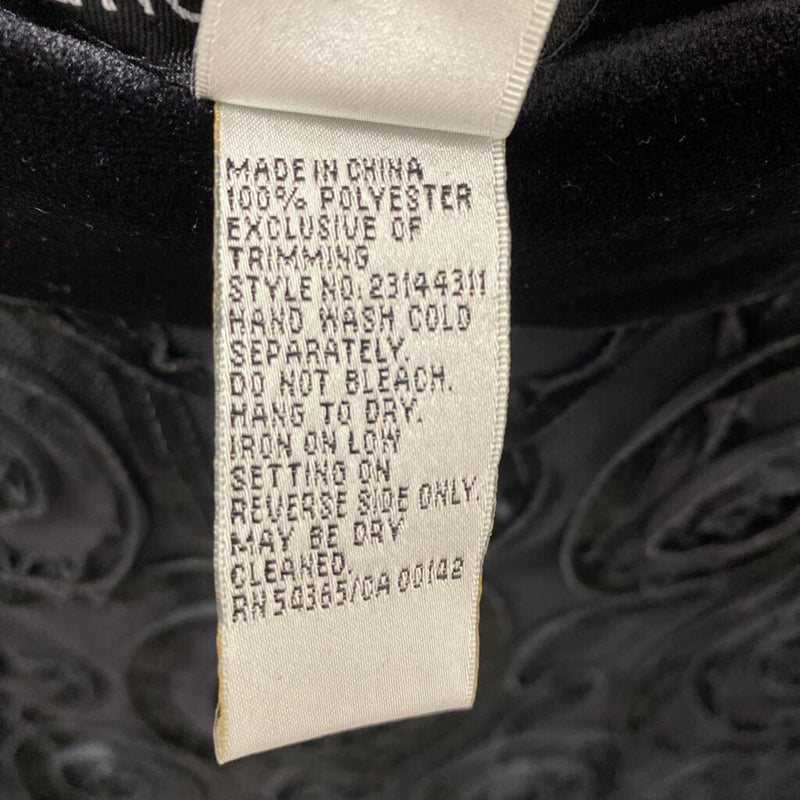 MADE IN CHINA
100% POLYESTER
EXCLUSIVE OF
TRIMMING
STYLE NO. 23144311
HAND WASH COLD
SEPARATELY.
DO NOT BLEACH.
HANG TO DRY.
IRON ON LOW
SETTING ON
REVERSE SIDE ONLY.
MAY BE DRY
CLEANED.
RN 54365/CA 00142